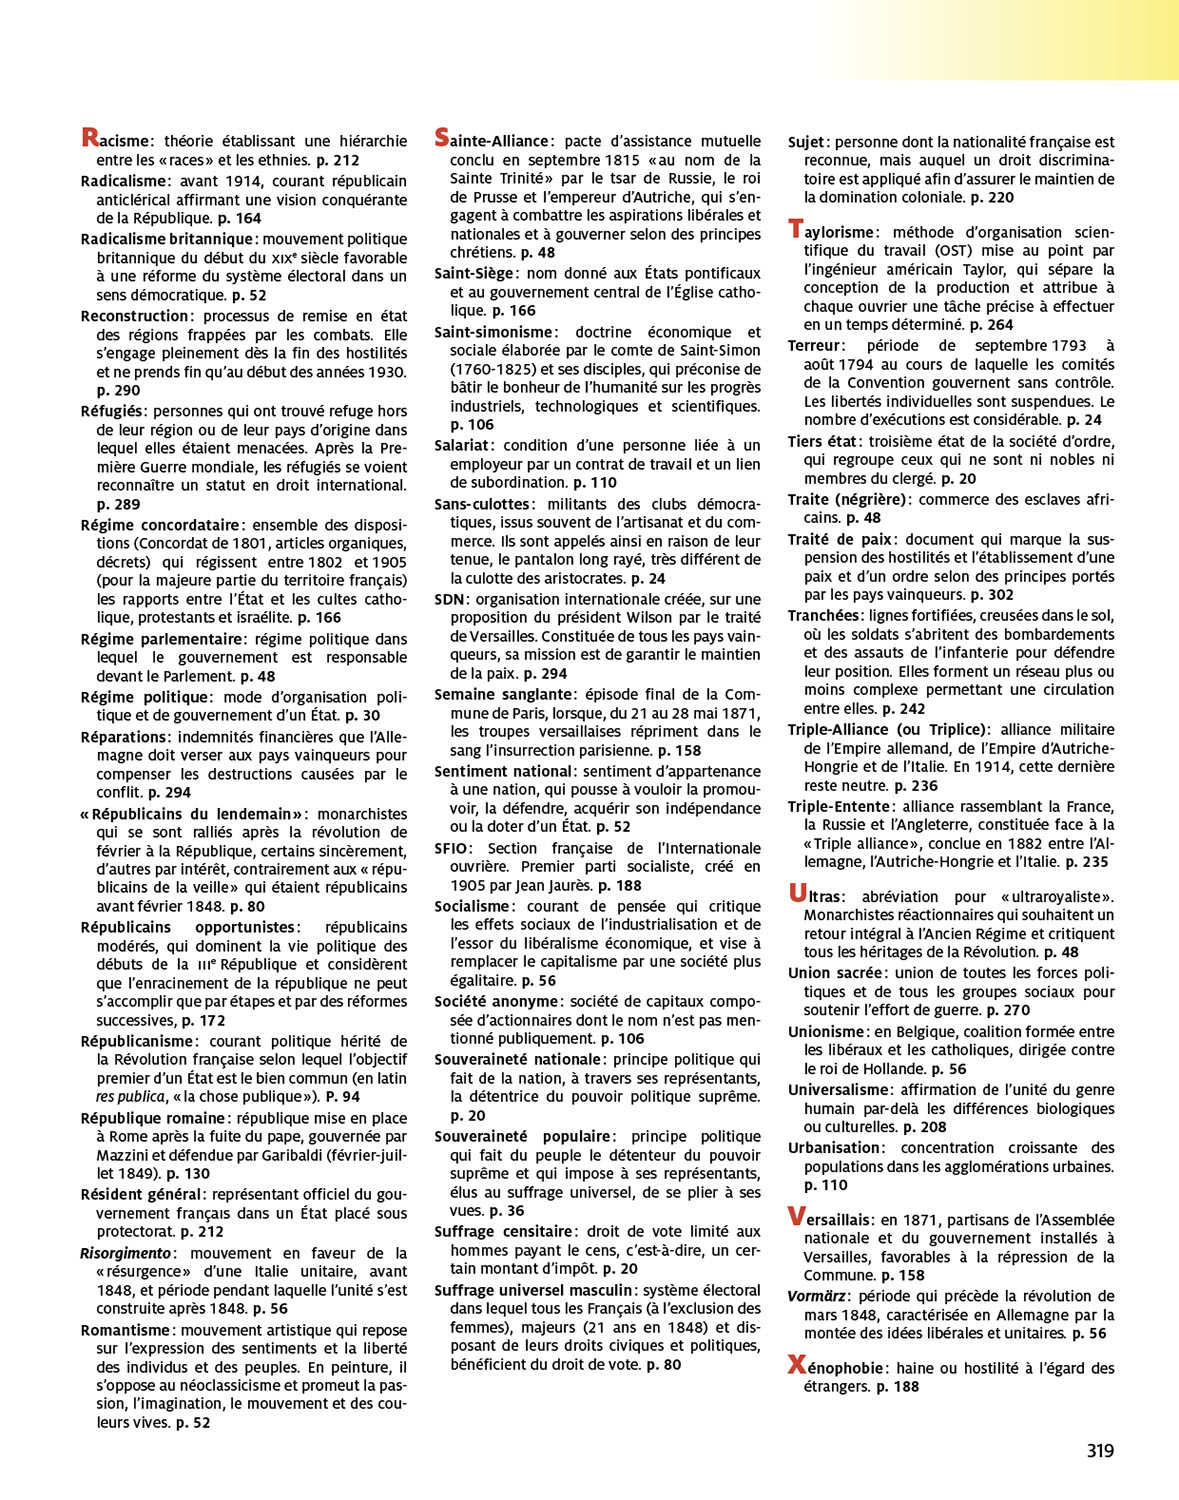 Racisme : théorie établissant une hiérarchie
entre les « races » et les ethnies. p. 212
Radicalisme : avant 1914, courant républicain
anticlérical affirmant une vision conquérante
de la République. p. 164
Radicalisme britannique : mouvement politique
britannique du début du XIXe siècle favorable
à une réforme du système électoral dans un
sens démocratique. p. 52
Reconstruction : processus de remise en état
des régions frappées par les combats. Elle
s'engage pleinement dès la fin des hostilités
et ne prends fin qu'au début des années 1930.
p. 290
Réfugiés : personnes qui ont trouvé refuge hors
de leur région ou de leur pays d'origine dans
lequel elles étaient menacées. Après la Pre-
mière Guerre mondiale, les réfugiés se voient
reconnaître un statut en droit international.
p. 289
Régime concordataire : ensemble des disposi-
tions (Concordat de 1801, articles organiques,
décrets) qui régissent entre 1802 et 1905
(pour la majeure partie du territoire français)
les rapports entre l'État et les cultes catho-
lique, protestants et israélite. p. 166
Régime parlementaire : régime politique dans
lequel le gouvernement est responsable
devant le Parlement. p. 48
Régime politique : mode d'organisation poli-
tique et de gouvernement d'un État. p. 30
Réparations : indemnités financières que l'Alle-
magne doit verser aux pays vainqueurs pour
compenser les destructions causées par le
conflit. p. 294
« Républicains du lendemain » : monarchistes
qui se sont ralliés après la révolution de
février à la République, certains sincèrement,
d'autres par intérêt, contrairement aux « répu-
blicains de la veille » qui étaient républicains
avant février 1848. p. 80
Républicains opportunistes : républicains
modérés, qui dominent la vie politique des
débuts de la IIIe République et considèrent
que l'enracinement de la république ne peut
s'accomplir que par étapes et par des réformes
successives, p. 172
Républicanisme : courant politique hérité de
la Révolution française selon lequel l'objectif
premier d'un État est le bien commun (en latin
res publica, « la chose publique »). P. 94
République romaine : république mise en place
à Rome après la fuite du pape, gouvernée par
Mazzini et défendue par Garibaldi (février-juil-
let 1849). p. 130
Résident général : représentant officiel du gou-
vernement français dans un État placé sous
protectorat. p. 212
Risorgimento : mouvement en faveur de la
« résurgence » d'une Italie unitaire, avant
1848, et période pendant laquelle l'unité s'est
construite après 1848. p. 56
Romantisme : mouvement artistique qui repose
sur l'expression des sentiments et la liberté
des individus et des peuples. En peinture, il
s'oppose au néoclassicisme et promeut la pas-
sion, l'imagination, le mouvement et des cou-
leurs vives. p. 52
Sainte-Alliance : pacte d'assistance mutuelle
conclu en septembre 1815 « au nom de la
Sainte Trinité » par le tsar de Russie, le roi
de Prusse et l'empereur d'Autriche, qui s'en-
gagent à combattre les aspirations libérales et
nationales et à gouverner selon des principes
chrétiens. p. 48
Saint-Siège : nom donné aux États pontificaux
et au gouvernement central de l'Église catho-
lique. p. 166
Saint-simonisme : doctrine économique et
sociale élaborée par le comte de Saint-Simon
(1760-1825) et ses disciples, qui préconise de
bâtir le bonheur de l'humanité sur les progrès
industriels, technologiques et scientifiques.
p. 106
Salariat : condition d'une personne liée à un
employeur par un contrat de travail et un lien
de subordination. p. 110
Sans-culottes : militants des clubs démocra-
tiques, issus souvent de l'artisanat et du com-
merce. Ils sont appelés ainsi en raison de leur
tenue, le pantalon long rayé, très différent de
la culotte des aristocrates. p. 24
SDN : organisation internationale créée, sur une
proposition du président Wilson par le traité
de Versailles. Constituée de tous les pays vain-
queurs, sa mission est de garantir le maintien
de la paix. p. 294
Semaine sanglante : épisode final de la Com-
mune de Paris, lorsque, du 21 au 28 mai 1871,
les troupes versaillaises répriment dans le
sang l'insurrection parisienne. p. 158
Sentiment national : sentiment d'appartenance
à une nation, qui pousse à vouloir la promou-
voir, la défendre, acquérir son indépendance
ou la doter d'un État. p. 52
SFIO : Section française de l'Internationale
ouvrière. Premier parti socialiste, créé en
1905 par Jean Jaurès. p. 188
Socialisme : courant de pensée qui critique
les effets sociaux de l'industrialisation et de
l'essor du libéralisme économique, et vise à
remplacer le capitalisme par une société plus
égalitaire. p. 56
Société anonyme : société de capitaux compo-
sée d'actionnaires dont le nom n'est pas men-
tionné publiquement. p. 106
Souveraineté nationale : principe politique qui
fait de la nation, à travers ses représentants,
la détentrice du pouvoir politique suprême.
p. 20
Souveraineté populaire : principe politique
qui fait du peuple le détenteur du pouvoir
suprême et qui impose à ses représentants,
élus au suffrage universel, de se plier à ses
vues. p. 36
Suffrage censitaire : droit de vote limité aux
hommes payant le cens, c'est-à-dire, un cer-
tain montant d'impôt. p. 20
Suffrage universel masculin : système électoral
dans lequel tous les Français (à l'exclusion des
femmes), majeurs (21 ans en 1848) et dis-
posant de leurs droits civiques et politiques,
bénéficient du droit de vote. p. 80
Sujet : personne dont la nationalité française est
reconnue, mais auquel un droit discrimina-
toire est appliqué afin d'assurer le maintien de
la domination coloniale. p. 220
Taylorisme : méthode d'organisation scien-
tifique du travail (OST) mise au point par
l'ingénieur américain Taylor, qui sépare la
conception de la production et attribue à
chaque ouvrier une tâche précise à effectuer
en un temps déterminé. p. 264
Terreur : période de septembre 1793 à
août 1794 au cours de laquelle les comités
de la Convention gouvernent sans contrôle.
Les libertés individuelles sont suspendues. Le
nombre d'exécutions est considérable. p. 24
Tiers état : troisième état de la société d'ordre,
qui regroupe ceux qui ne sont ni nobles ni
membres du clergé. p. 20
Traite (négrière) : commerce des esclaves afri-
cains. p. 48
Traité de paix : document qui marque la sus-
pension des hostilités et l'établissement d'une
paix et d'un ordre selon des principes portés
par les pays vainqueurs. p. 302
Tranchées : lignes fortifiées, creusées dans le sol,
où les soldats s'abritent des bombardements
et des assauts de l'infanterie pour défendre
leur position. Elles forment un réseau plus ou
moins complexe permettant une circulation
entre elles. p. 242
Triple-Alliance (ou Triplice) : alliance militaire
de l'Empire allemand, de l'Empire d'Autriche-
Hongrie et de l'Italie. En 1914, cette dernière
reste neutre. p. 236
Triple-Entente : alliance rassemblant la France,
la Russie et l'Angleterre, constituée face à la
« Triple alliance », conclue en 1882 entre l'Al-
lemagne, l'Autriche-Hongrie et l'Italie. p. 235
Ultras : abréviation pour « ultraroyaliste ».
Monarchistes réactionnaires qui souhaitent un
retour intégral à l'Ancien Régime et critiquent
tous les héritages de la Révolution. p. 48
Union sacrée : union de toutes les forces poli-
tiques et de tous les groupes sociaux pour
soutenir l'effort de guerre. p. 270
Unionisme : en Belgique, coalition formée entre
les libéraux et les catholiques, dirigée contre
le roi de Hollande. p. 56
Universalisme : affirmation de l'unité du genre
humain par-delà les différences biologiques
ou culturelles. p. 208
Urbanisation : concentration croissante des
populations dans les agglomérations urbaines.
p. 110
Versaillais : en 1871, partisans de l'Assemblée
nationale et du gouvernement installés à
Versailles, favorables à la répression de la
Commune. p. 158
Vormärz : période qui précède la révolution de
mars 1848, caractérisée en Allemagne par la
montée des idées libérales et unitaires. p. 56
Xénophobie : haine ou hostilité à l'égard des
étrangers. p. 188
319